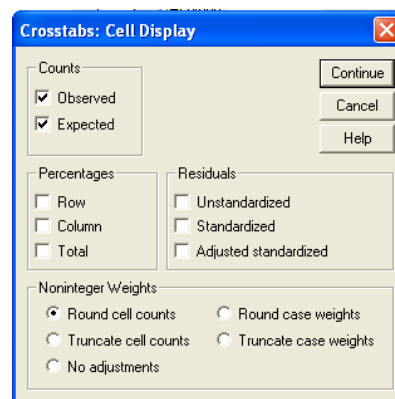 Crosstabs: Cell Display
Counts
Observed
Expected
Continue
Cancel
Help
Percentages
Row
Column
Total
Residuals
Unstandardized
Standardized
Adjusted standardized
Noninteger Weights
Round cell counts
Round case weights
Truncate cell counts
Truncate case weights
No adjustments